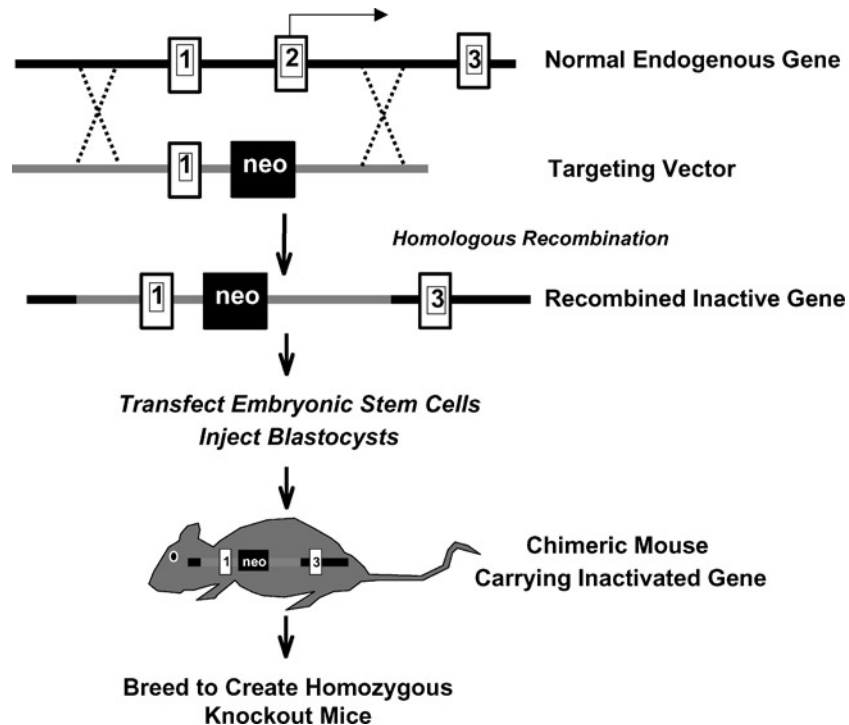 1 2 3 Normal Endogenous Gene
1 neo Targeting Vector
Homologous Recombination
1 neo 3 Recombined Inactive Gene
Transfect Embryonic Stem Cells
Inject Blastocysts
1 neo 3
Chimeric Mouse
Carrying Inactivated Gene
Breed to Create Homozygous
Knockout Mice